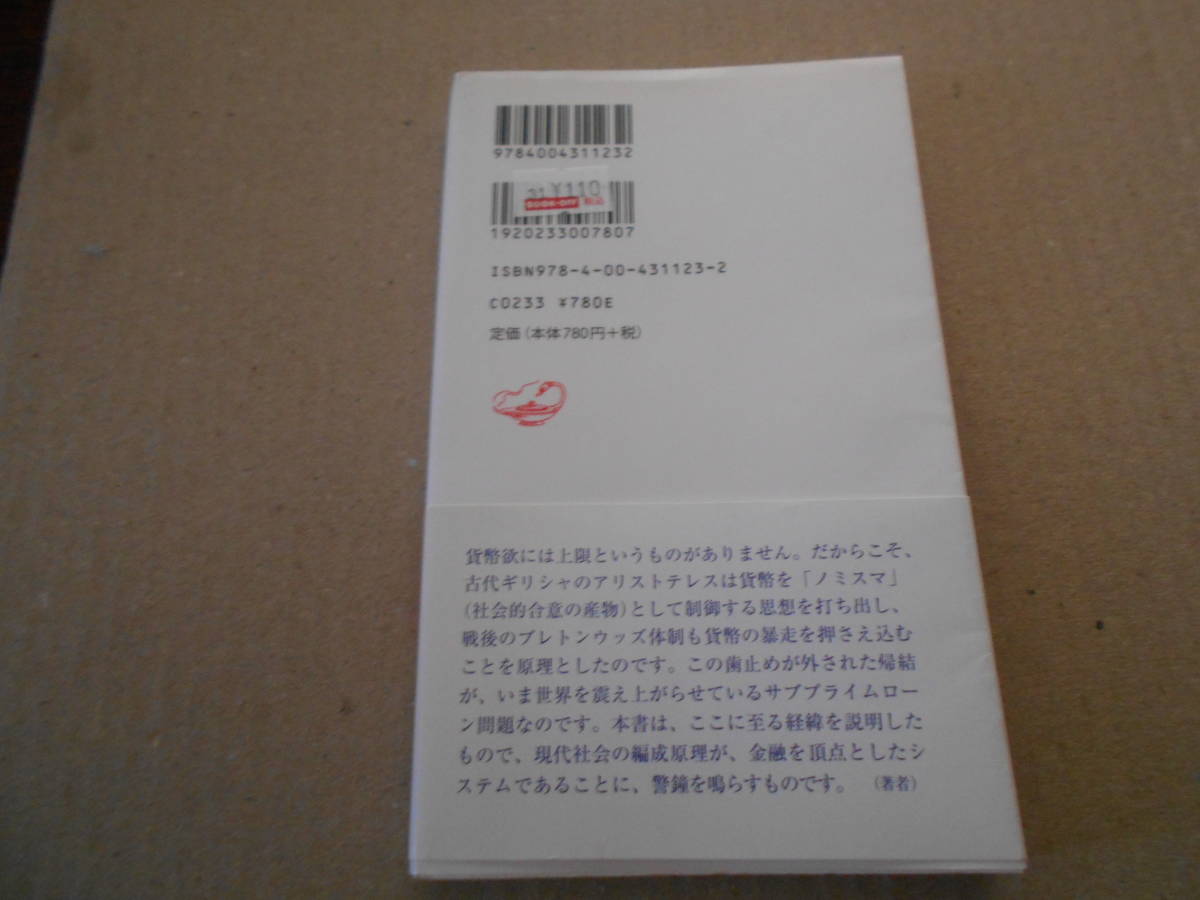 9784004311232
31 ¥110
BOOK-OFF 税込
1920233007807
ISBN978-4-00-431123-2
C0233 ¥780E
定価(本体780円+税)
貨幣欲には上限というものがありません。だからこそ、
古代ギリシャのアリストテレスは貨幣を「ノミスマ」
(社会的合意の産物)として制御する思想を打ち出し、
戦後のブレトンウッズ体制も貨幣の暴走を押さえ込む
ことを原理としたのです。この歯止めが外された帰結
が、いま世界を震え上がらせているサブプライムロー
ン問題なのです。本書は、ここに至る経緯を説明した
もので、現代社会の編成原理が、金融を頂点としたシ
ステムであることに、警鐘を鳴らすものです。 (著者)